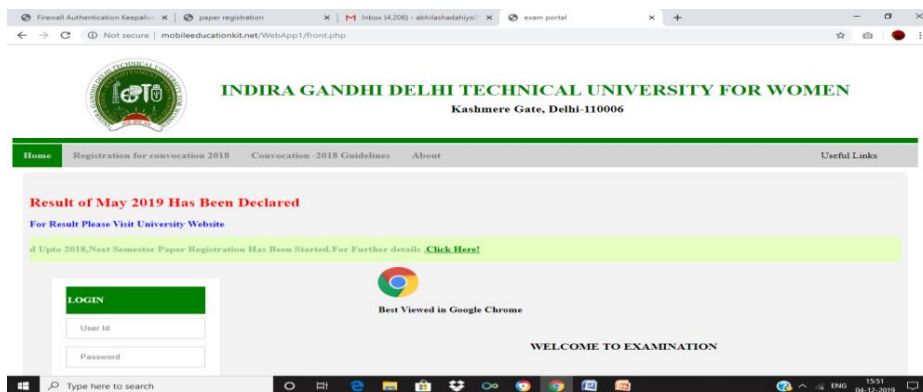 Firewall Authentication Keepaliv
paper registration
Inbox (4,206) - abhilashadahiya
exam portal
Not secure | mobileeducationkit.net/WebApp1/front.php
INDIRA GANDHI DELHI TECHNICAL UNIVERSITY FOR WOMEN
Kashmere Gate, Delhi-110006
Home Registration for convocation 2018 Convocation -2018 Guidelines About Useful Links
Result of May 2019 Has Been Declared
For Result Please Visit University Website
d Upto 2018,Next Semester Paper Registration Has Been Started.For Further details ,Click Here!
LOGIN
User Id
Password
Best Viewed in Google Chrome
WELCOME TO EXAMINATION
Type here to search
ENG
15:51
04-12-2019